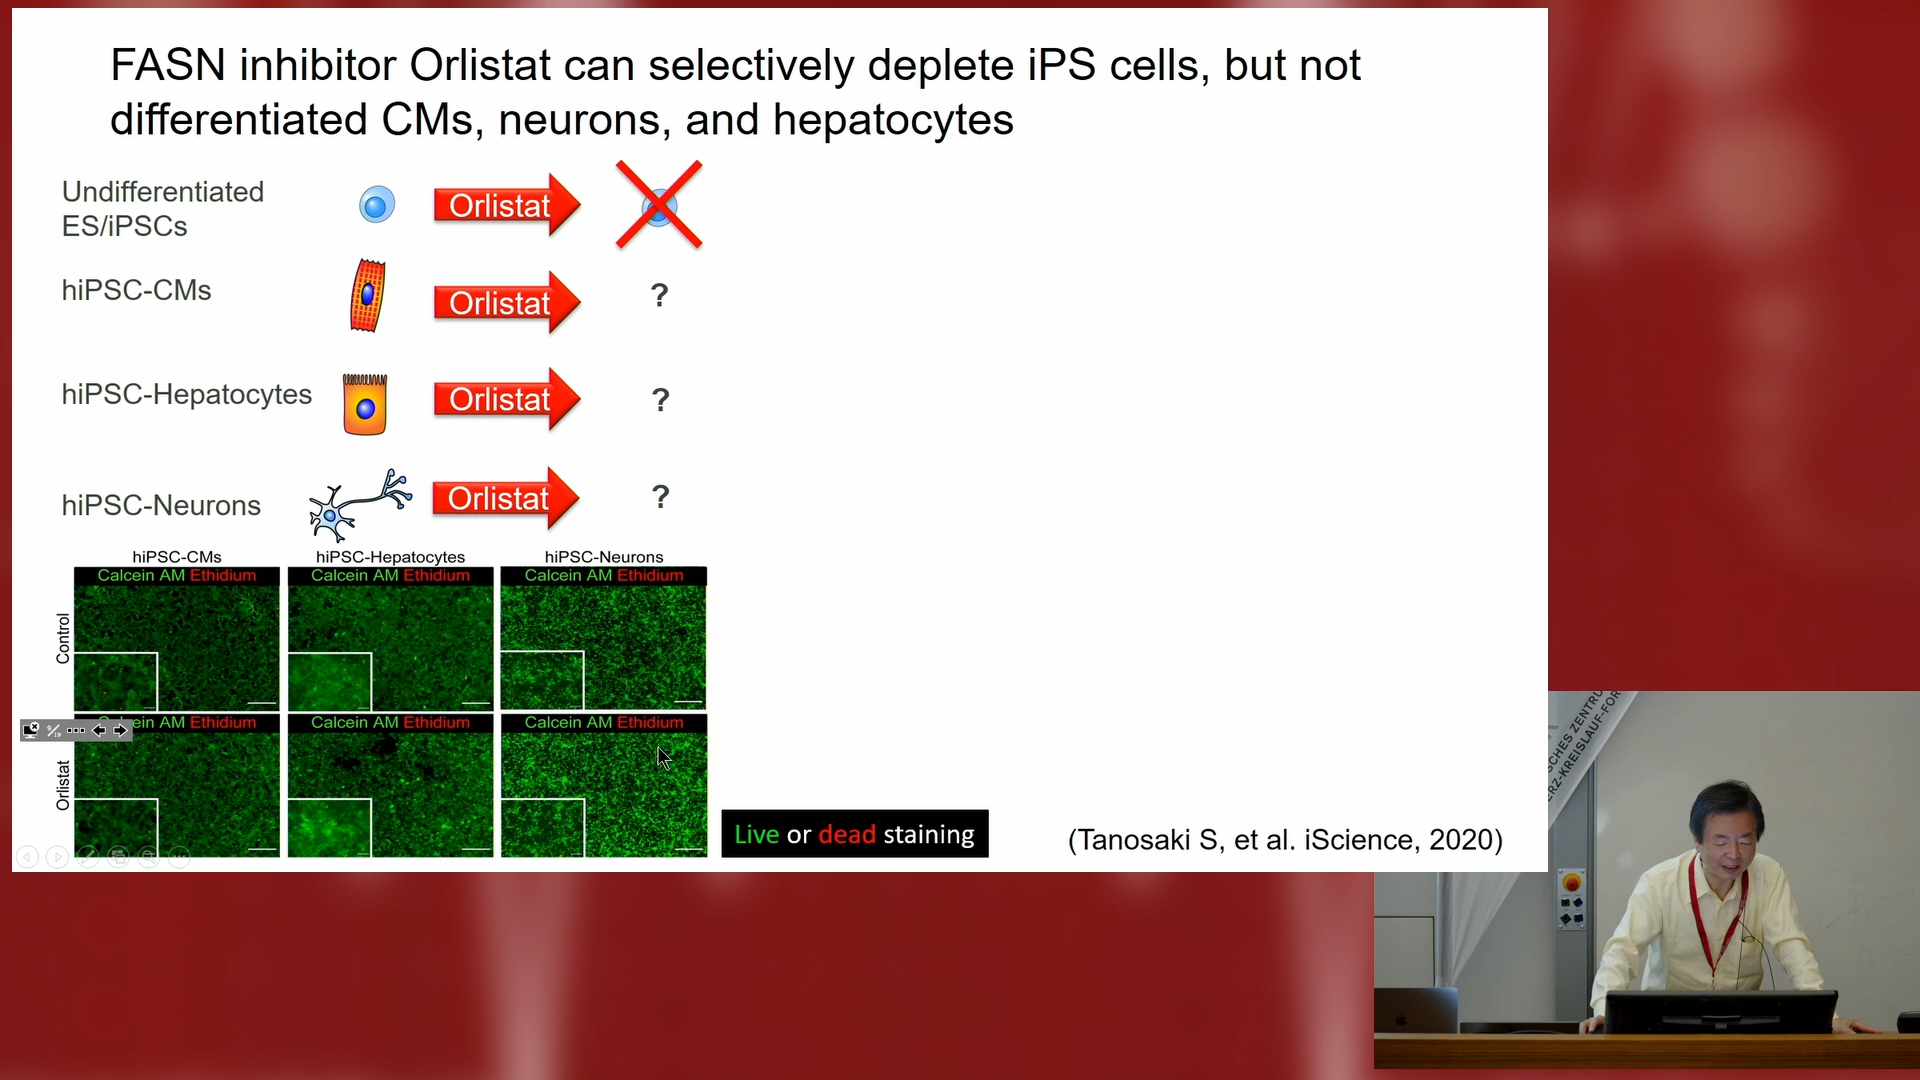 FASN inhibitor Orlistat can selectively deplete iPS cells, but not
differentiated CMs, neurons, and hepatocytes
Undifferentiated
ES/iPSCs
Orlistat
hiPSC-CMs
Orlistat
?
hiPSC-Hepatocytes
Orlistat
?
hiPSC-Neurons
Orlistat
?
hiPSC-CMs
hiPSC-Hepatocytes
hiPSC-Neurons
Calcein AM Ethidium
Calcein AM Ethidium
Calcein AM Ethidium
Control
Ethidium
Calcein AM Ethidium
Calcein AM Ethidium
Orlistat
Live or dead staining
(Tanosaki S, et al. iScience, 2020)